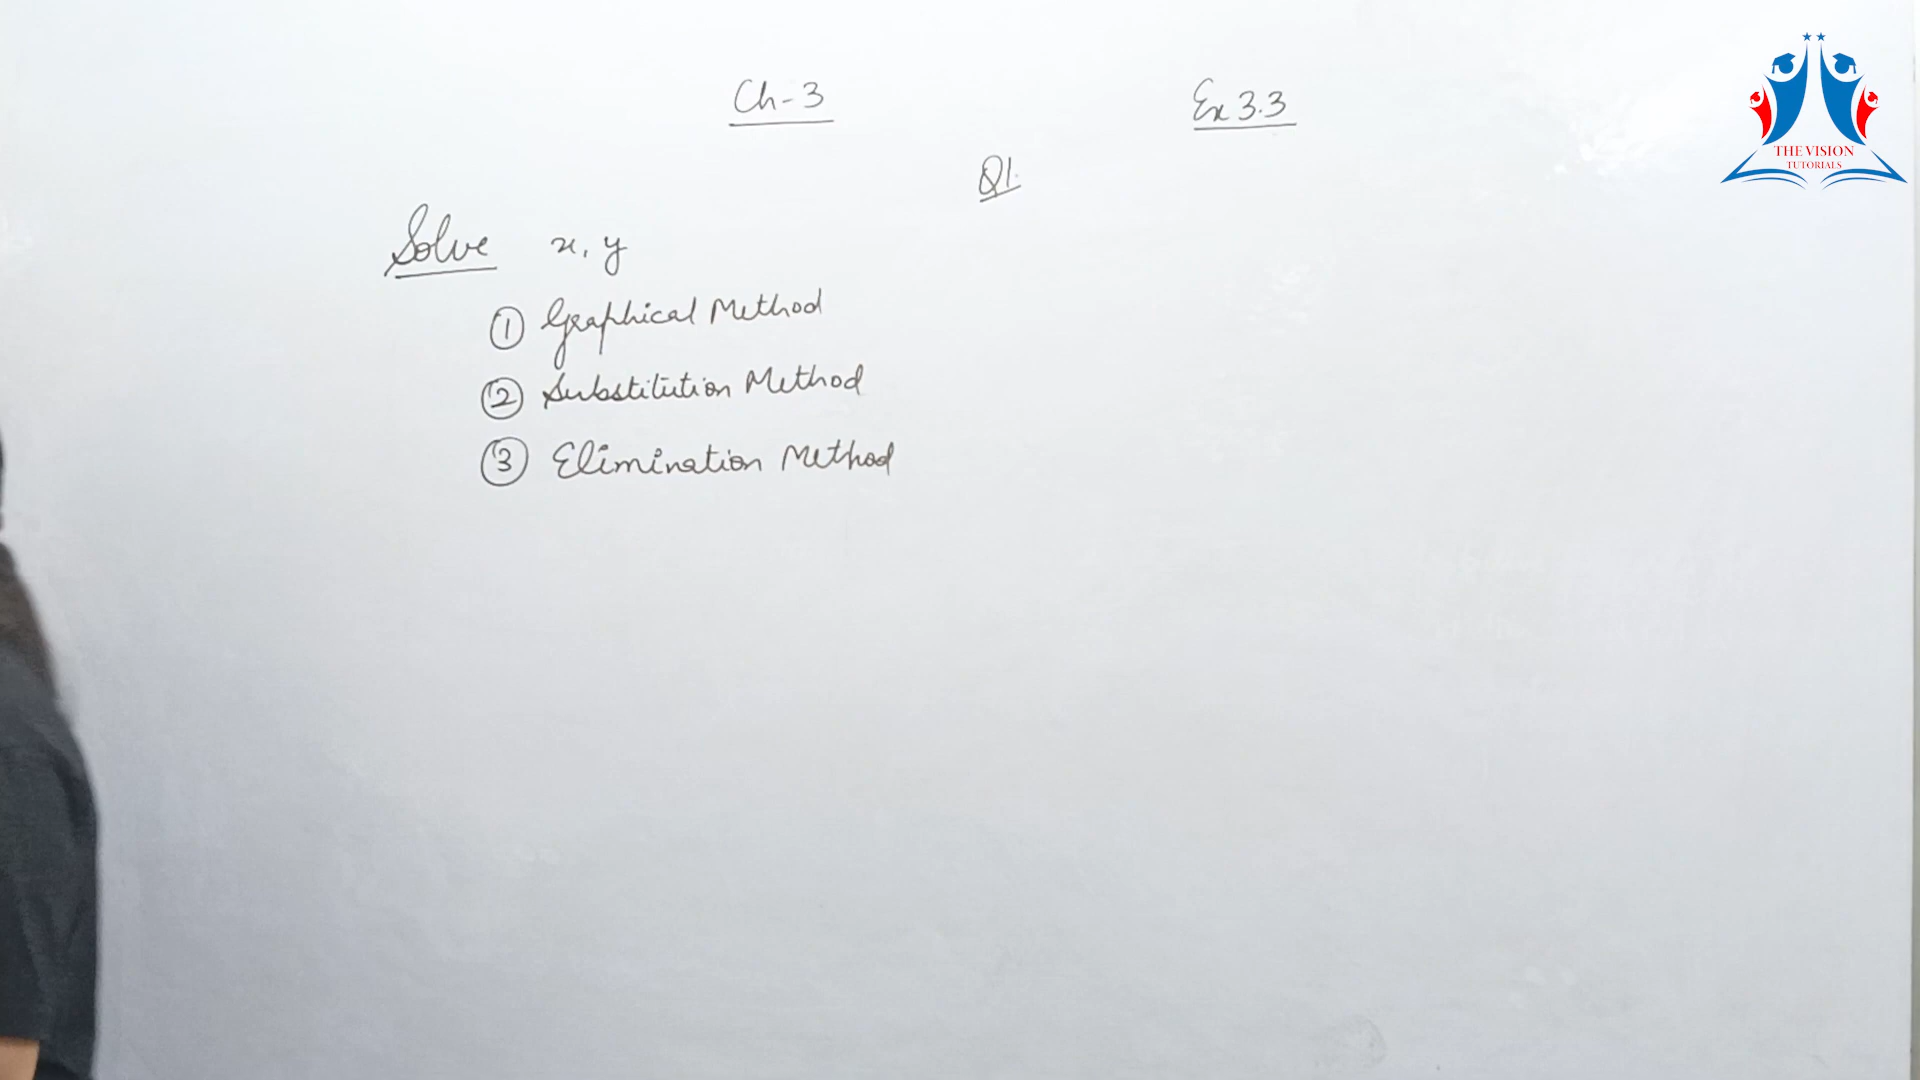 Ch-3
Ex 3.3
Q1.
Solve x, y
① Graphical Method
② Substitution Method
③ Elimination Method
THE VISION
TUTORIALS